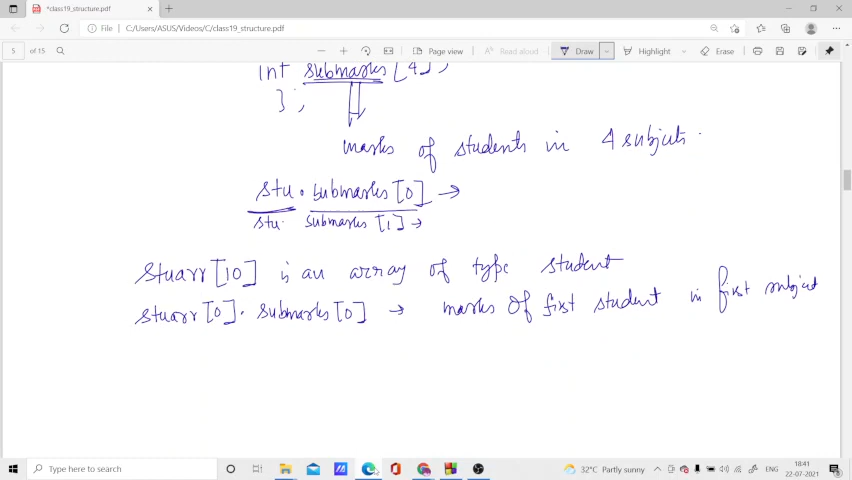 *class19_structure.pdf
File | C:/Users/ASUS/Videos/C/class19_structure.pdf
5 of 15 Page view Read aloud Draw Highlight Erase
int submarks [4];
};
marks of students in 4 subjects.
stu . submarks [0] →
stu. submarks [1] →
stuarr [10] is an array of type student
stuarr [0] . submarks [0] → marks of first student in first subject
Type here to search
32°C Partly sunny
ENG
18:41
22-07-2021